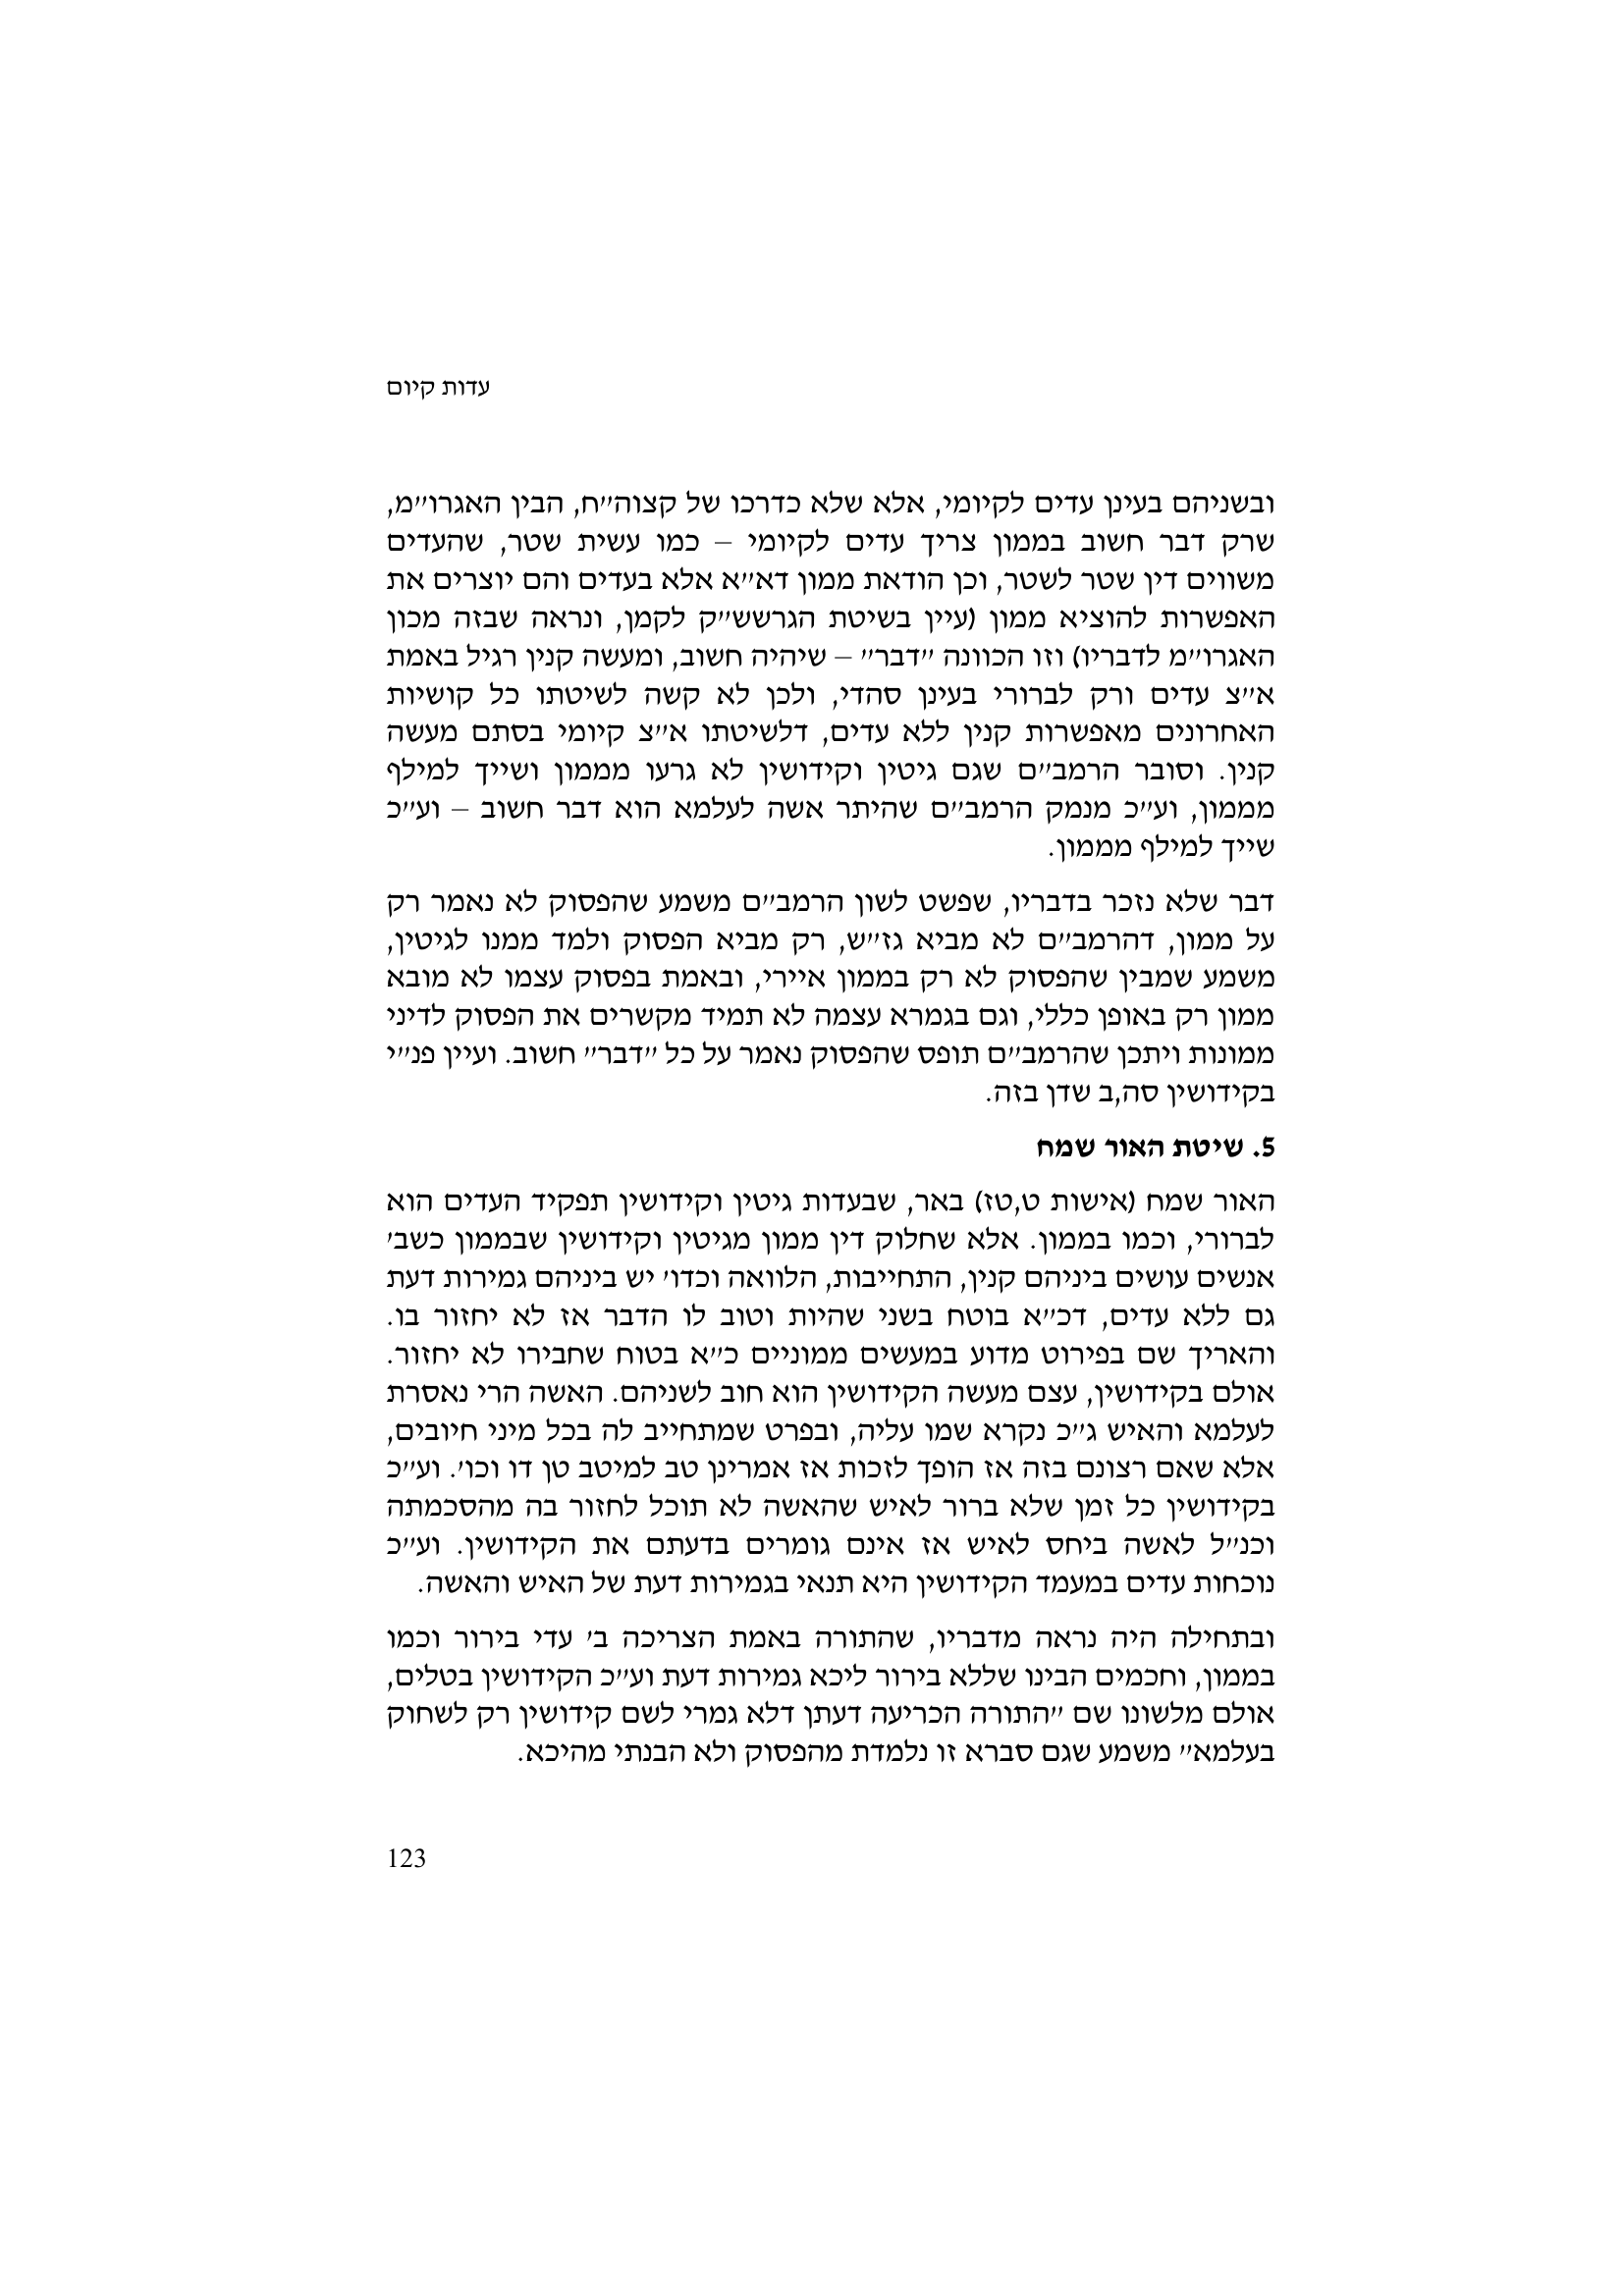 עדות קיום
ובשניהם בעינן עדים לקיומי, אלא שלא כדרכו של קצוה״ח, הבין האגרו״מ,
שרק דבר חשוב בממון צריך עדים לקיומי – כמו עשית שטר, שהעדים
משווים דין שטר לשטר, וכן הודאת ממון דא״א אלא בעדים והם יוצרים את
האפשרות להוציא ממון (עיין בשיטת הגרשש״ק לקמן, ונראה שבזה מכון
האגרו״מ לדבריו) וזו הכוונה ״דבר״ – שיהיה חשוב, ומעשה קנין רגיל באמת
א״צ עדים ורק לברורי בעינן סהדי, ולכן לא קשה לשיטתו כל קושיות
האחרונים מאפשרות קנין ללא עדים, דלשיטתו א״צ קיומי בסתם מעשה
קנין. וסובר הרמב״ם שגם גיטין וקידושין לא גרעו מממון ושייך למילף
מממון, וע״כ מנמק הרמב״ם שהיתר אשה לעלמא הוא דבר חשוב – וע״כ
שייך למילף מממון.
דבר שלא נזכר בדבריו, שפשט לשון הרמב״ם משמע שהפסוק לא נאמר רק
על ממון, דהרמב״ם לא מביא גז״ש, רק מביא הפסוק ולמד ממנו לגיטין,
משמע שמבין שהפסוק לא רק בממון איירי, ובאמת בפסוק עצמו לא מובא
ממון רק באופן כללי, וגם בגמרא עצמה לא תמיד מקשרים את הפסוק לדיני
ממונות ויתכן שהרמב״ם תופס שהפסוק נאמר על כל ״דבר״ חשוב. ועיין פנ״י
בקידושין סה,ב שדן בזה.
5. שיטת האור שמח
האור שמח (אישות ט,טז) באר, שבעדות גיטין וקידושין תפקיד העדים הוא
לברורי, וכמו בממון. אלא שחלוק דין ממון מגיטין וקידושין שבממון כשב׳
אנשים עושים ביניהם קנין, התחייבות, הלוואה וכדו׳ יש ביניהם גמירות דעת
גם ללא עדים, דכ״א בוטח בשני שהיות וטוב לו הדבר אז לא יחזור בו.
והאריך שם בפירוט מדוע במעשים ממוניים כ״א בטוח שחבירו לא יחזור.
אולם בקידושין, עצם מעשה הקידושין הוא חוב לשניהם. האשה הרי נאסרת
לעלמא והאיש ג״כ נקרא שמו עליה, ובפרט שמתחייב לה בכל מיני חיובים,
אלא שאם רצונם בזה אז הופך לזכות אז אמרינן טב למיטב טן דו וכו׳. וע״כ
בקידושין כל זמן שלא ברור לאיש שהאשה לא תוכל לחזור בה מהסכמתה
וכנ״ל לאשה ביחס לאיש אז אינם גומרים בדעתם את הקידושין. וע״כ
נוכחות עדים במעמד הקידושין היא תנאי בגמירות דעת של האיש והאשה.
ובתחילה היה נראה מדבריו, שהתורה באמת הצריכה ב׳ עדי בירור וכמו
בממון, וחכמים הבינו שללא בירור ליכא גמירות דעת וע״כ הקידושין בטלים,
אולם מלשונו שם ״התורה הכריעה דעתן דלא גמרי לשם קידושין רק לשחוק
בעלמא״ משמע שגם סברא זו נלמדת מהפסוק ולא הבנתי מהיכא.
123